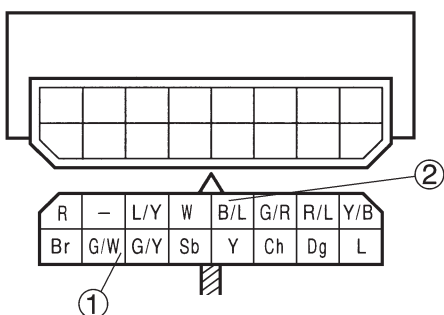 ②
R – L/Y W B/L G/R R/L Y/B
Br G/W G/Y Sb Y Ch Dg L
①